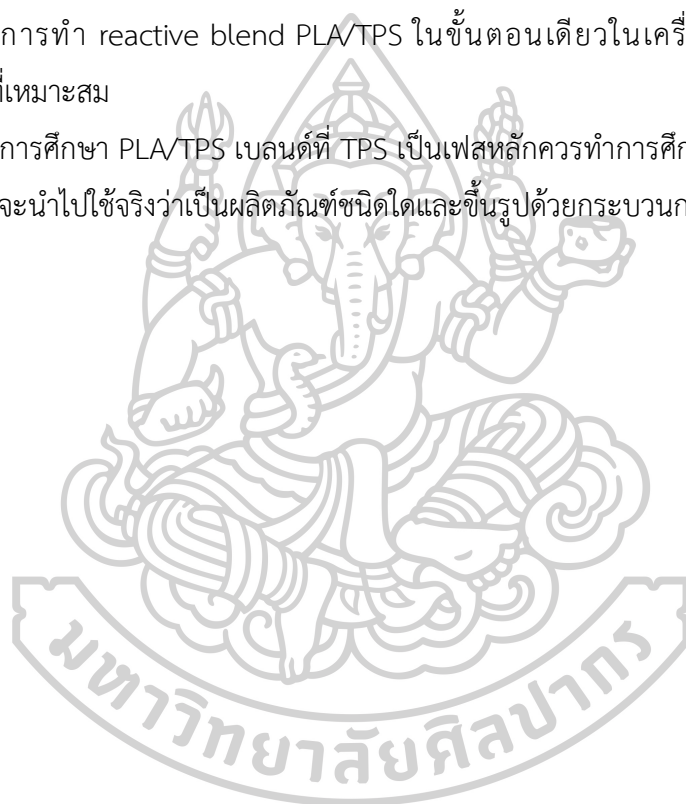 การทำ reactive blend PLA/TPS ในขั้นตอนเดียวในเครื่
ที่เหมาะสม
การศึกษา PLA/TPS เบลนด์ที่ TPS เป็นเฟสหลักควรทำการศึก
จะนำไปใช้จริงว่าเป็นผลิตภัณฑ์ชนิดใดและขึ้นรูปด้วยกระบวนก
มหาวิทยาลัยศิลปากร